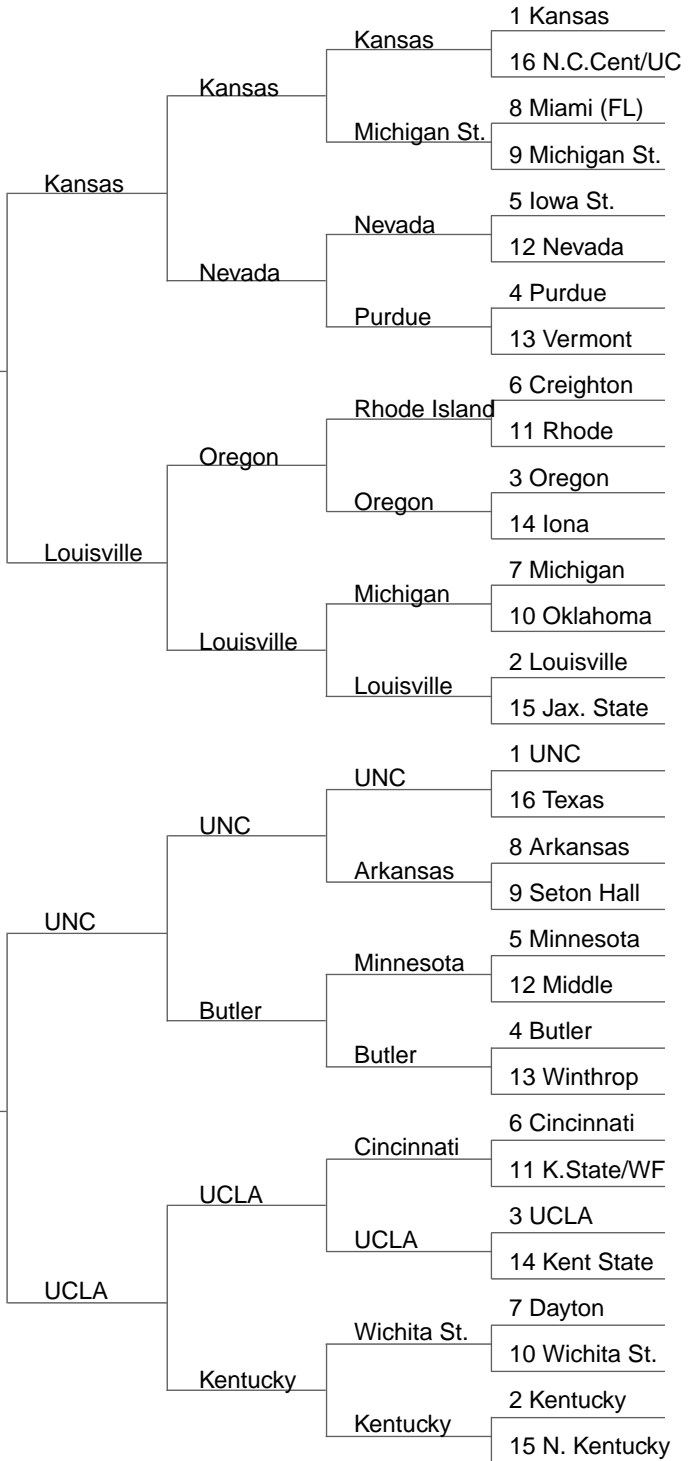 1 Kansas
Kansas
16 N.C.Cent/UC
Kansas
8 Miami (FL)
Michigan St.
9 Michigan St.
Kansas
5 Iowa St.
Nevada
12 Nevada
Nevada
4 Purdue
Purdue
13 Vermont
6 Creighton
Rhode Island
11 Rhode
Oregon
3 Oregon
Oregon
14 Iona
Louisville
7 Michigan
Michigan
10 Oklahoma
Louisville
2 Louisville
Louisville
15 Jax. State
1 UNC
UNC
16 Texas
UNC
8 Arkansas
Arkansas
9 Seton Hall
UNC
5 Minnesota
Minnesota
12 Middle
Butler
4 Butler
Butler
13 Winthrop
6 Cincinnati
Cincinnati
11 K.State/WF
UCLA
3 UCLA
UCLA
14 Kent State
UCLA
7 Dayton
Wichita St.
10 Wichita St.
Kentucky
2 Kentucky
Kentucky
15 N. Kentucky